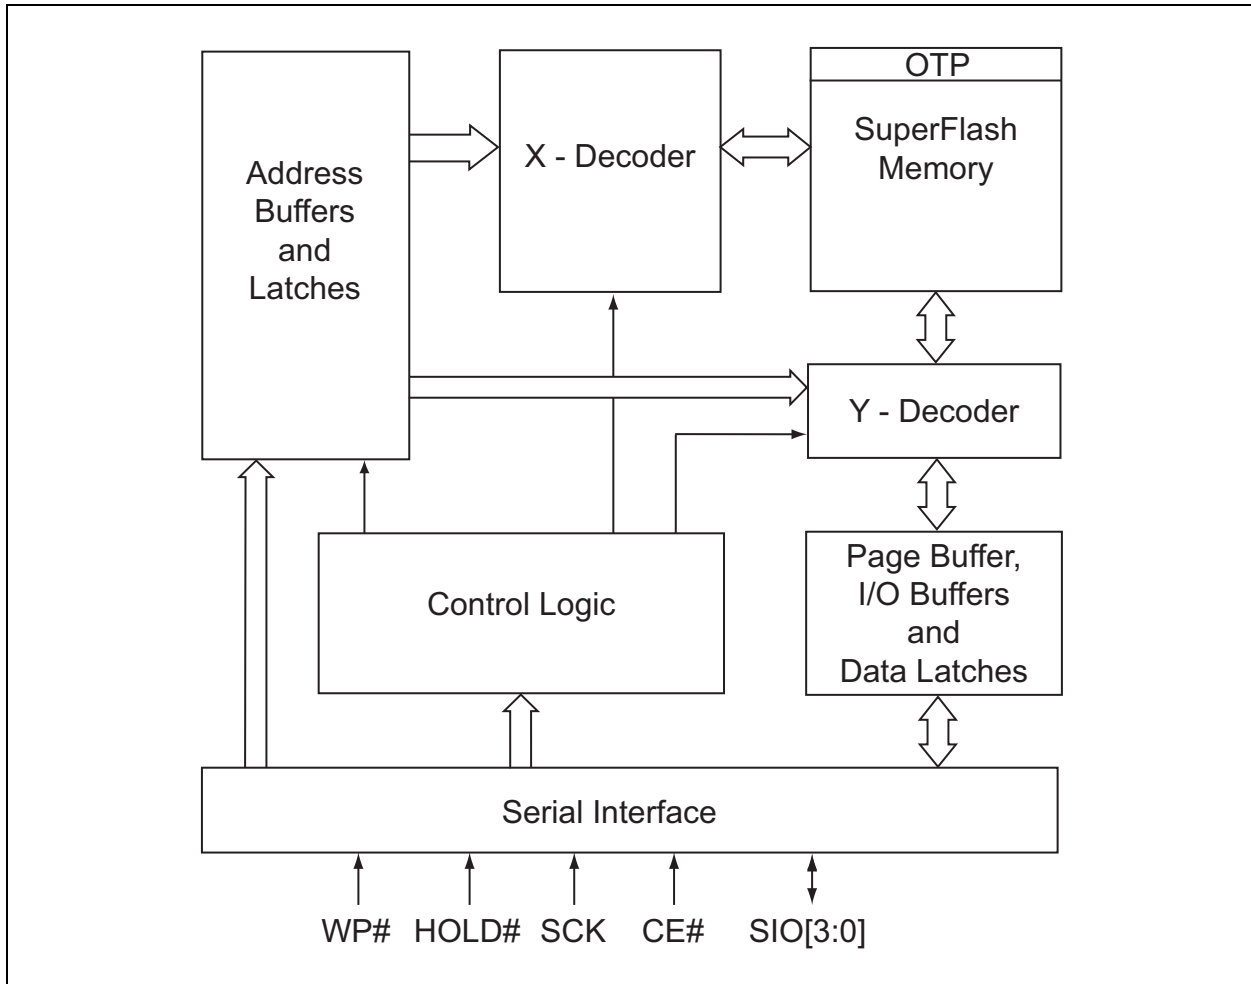 OTP
SuperFlash
Memory
X - Decoder
Address
Buffers
and
Latches
Y - Decoder
Control Logic
Page Buffer,
I/O Buffers
and
Data Latches
Serial Interface
WP# HOLD# SCK CE# SIO[3:0]